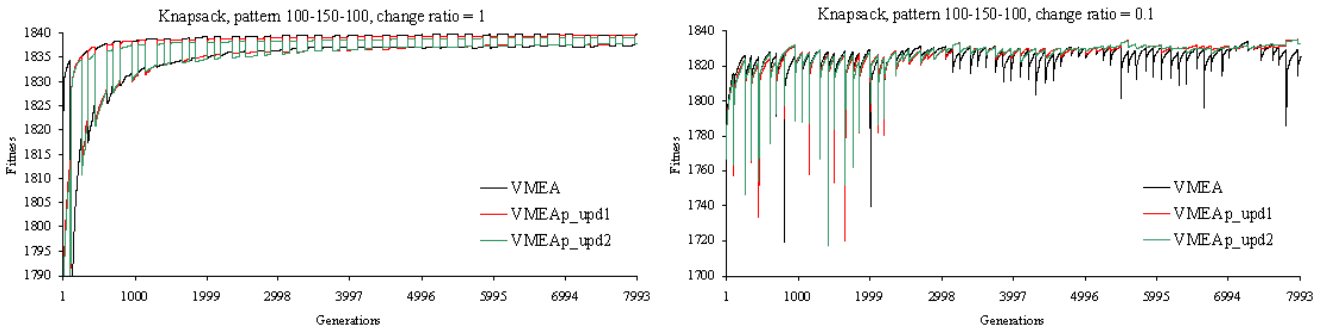 Knapsack, pattern 100-150-100, change ratio = 1
1840
1835
1830
1825
1820
1815
1810
1805
1800
1795
1790
Fitness
VMEA
VMEAp_upd1
VMEAp_upd2
1 1000 1999 2998 3997 4996 5995 6994 7993
Generations
Knapsack, pattern 100-150-100, change ratio = 0.1
1840
1820
1800
1780
1760
1740
1720
1700
Fitness
VMEA
VMEAp_upd1
VMEAp_upd2
1 1000 1999 2998 3997 4996 5995 6994 7993
Generations